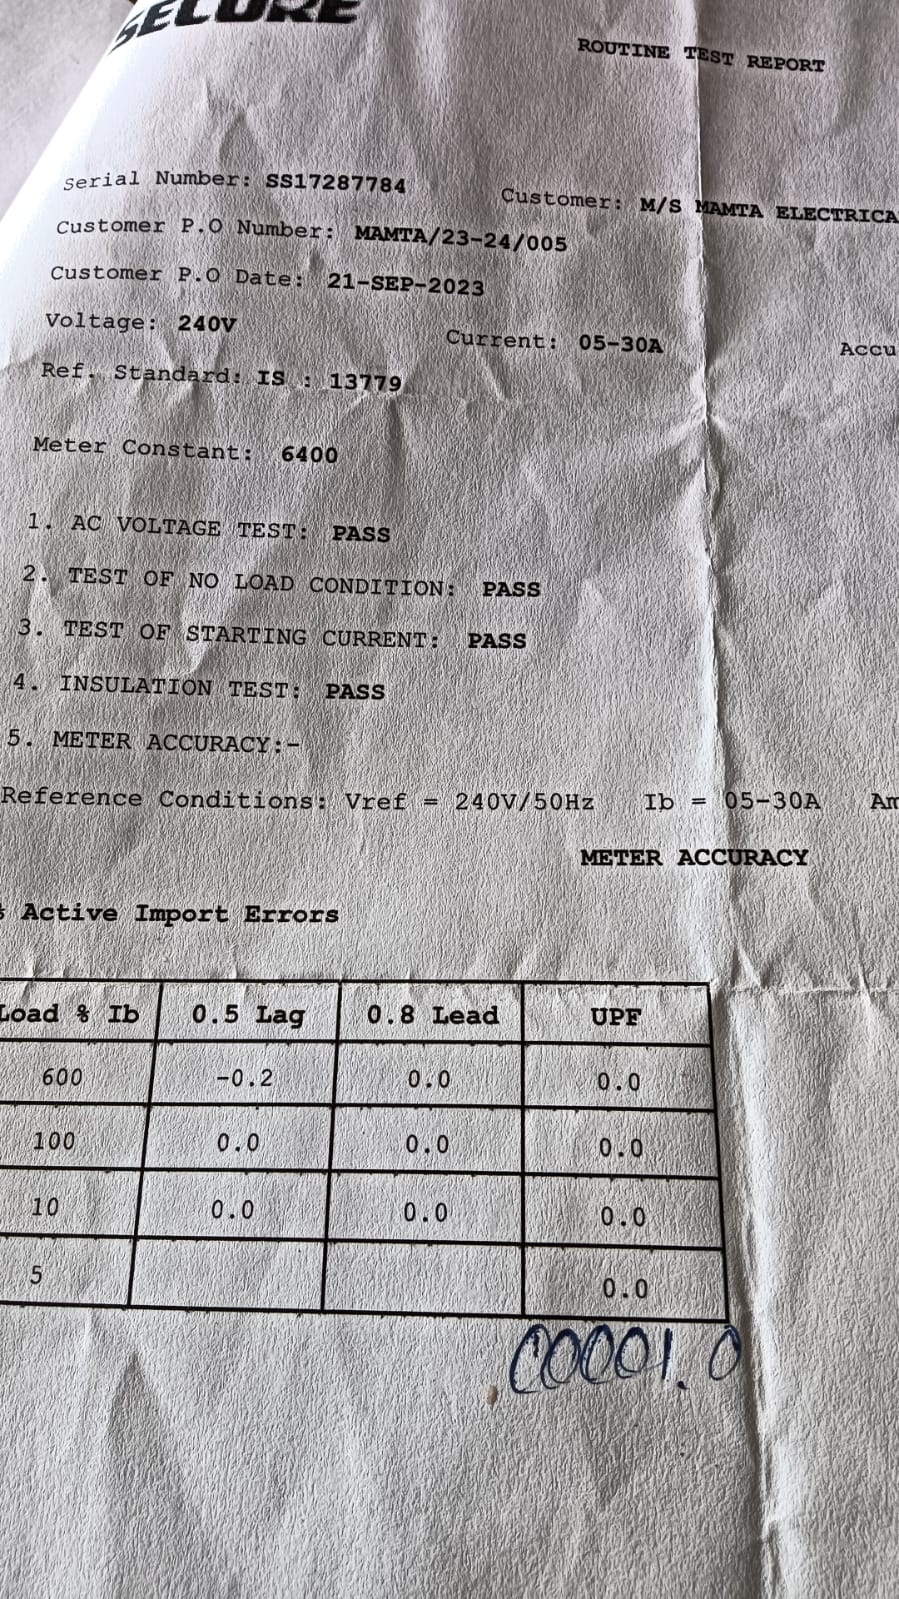 SECURE
ROUTINE TEST REPORT
Serial Number: SS17287784 Customer: M/S MAMTA ELECTRICA
Customer P.O Number: MAMTA/23-24/005
Customer P.O Date: 21-SEP-2023
Voltage: 240V Current: 05-30A Accu
Ref. Standard: IS : 13779
Meter Constant: 6400
1. AC VOLTAGE TEST: PASS
2. TEST OF NO LOAD CONDITION: PASS
3. TEST OF STARTING CURRENT: PASS
4. INSULATION TEST: PASS
5. METER ACCURACY:-
Reference Conditions: Vref = 240V/50Hz Ib = 05-30A Am
METER ACCURACY
% Active Import Errors
Load % Ib 0.5 Lag 0.8 Lead UPF
600 -0.2 0.0 0.0
100 0.0 0.0 0.0
10 0.0 0.0 0.0
5 0.0
00001.0